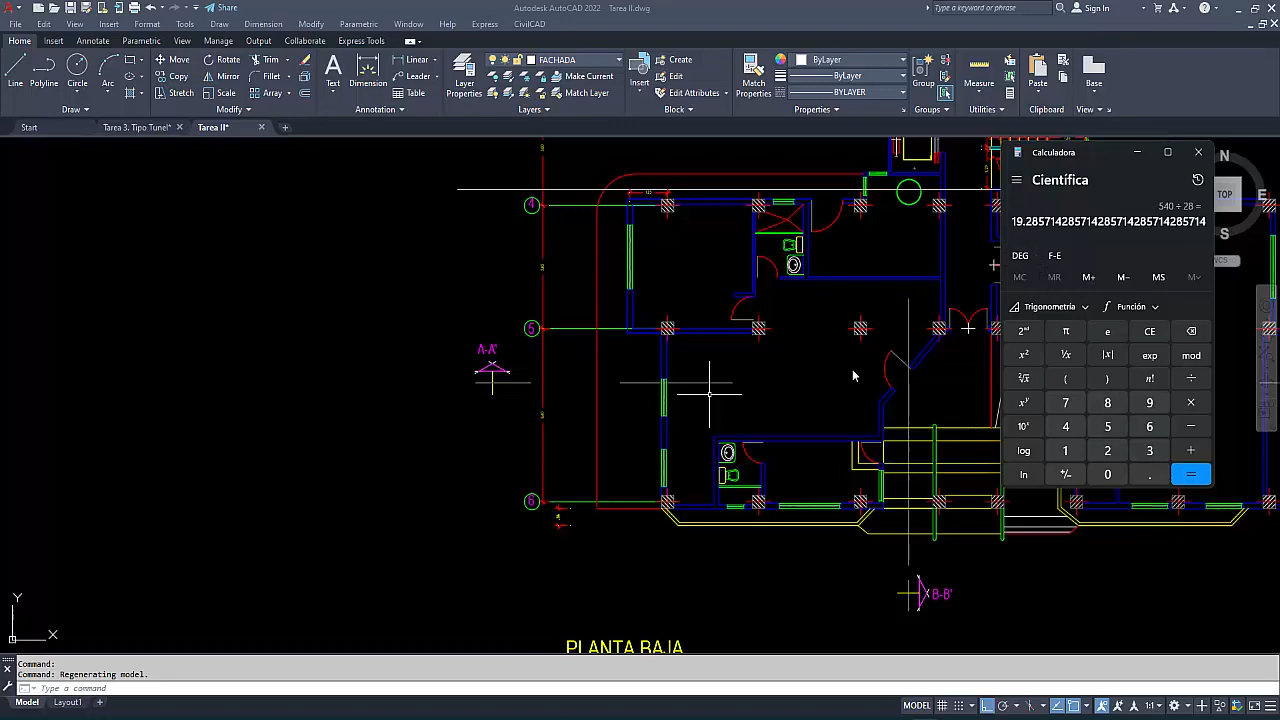 Share
Autodesk AutoCAD 2022 Tarea II.dwg
Type a keyword or phrase
Sign In
File Edit View Insert Format Tools Draw Dimension Modify Parametric Window Help Express CivilCAD
Home Insert Annotate Parametric View Manage Output Collaborate Express Tools
Line Polyline Circle Arc
Move Rotate Trim
Copy Mirror Fillet
Stretch Scale Array
Text Dimension
Linear
Leader
Table
Layer
Properties
FACHADA
Make Current
Match Layer
Insert
Create
Edit
Edit Attributes
Match
Properties
ByLayer
ByLayer
BYLAYER
Group
Measure
Paste
Base
Draw Modify Annotation Layers Block Properties Groups Utilities Clipboard View
Start Tarea 3. Tipo Tunel* Tarea II*
4
5
6
A-A'
B-B'
PLANTA BAJA
Y
X
N
TOP
E
S
Calculadora
Científica
540 ÷ 28 =
19.285714285714285714285714285714
DEG F-E
MC MR M+ M− MS M˅
Trigonometría Función
2ⁿᵈ π e CE
x² ¹/x |x| exp mod
²√x ( ) n! ÷
xʸ 7 8 9 ×
10ˣ 4 5 6 −
log 1 2 3 +
ln +/− 0 . =
Command:
Command: Regenerating model.
Type a command
Model Layout1
MODEL
1:1